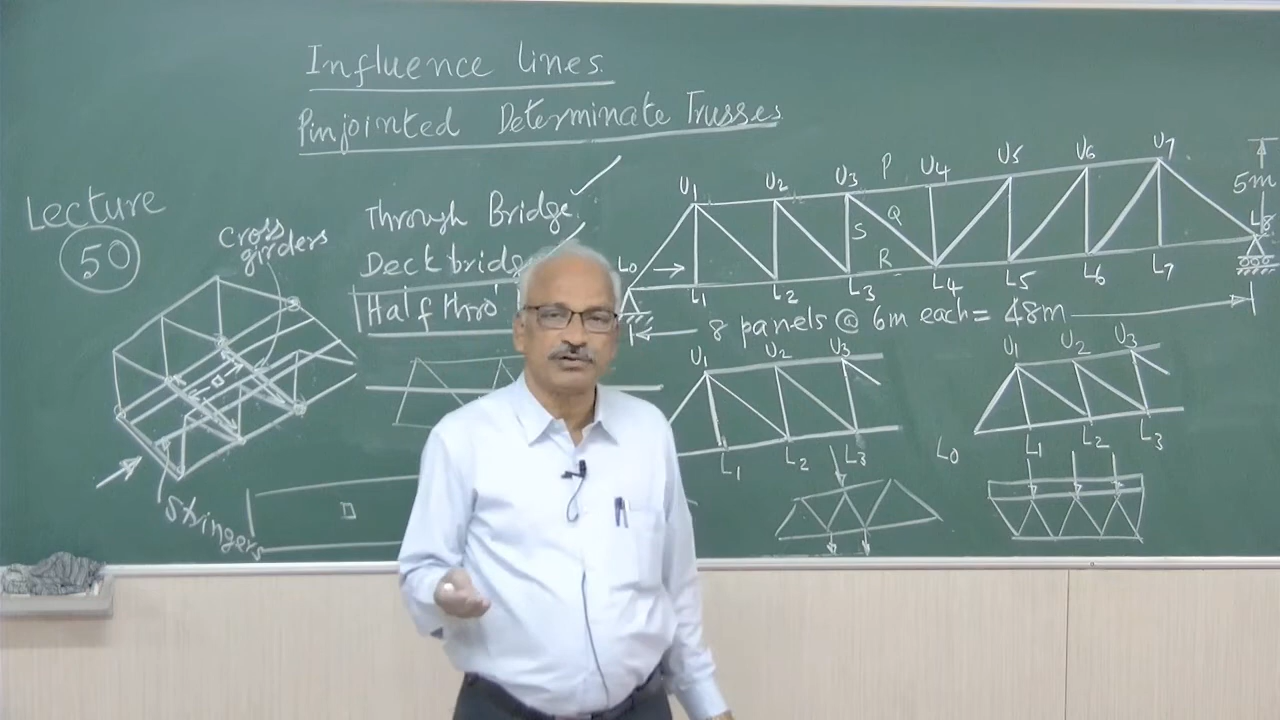 Influence lines
Pinjointed Determinate Trusses
Lecture
50
Cross
girders
Stringers
Through Bridge
Deck bridge
Half thro'
U1 U2 U3 P U4 U5 U6 U7
5m
Q
S
R
L0 L1 L2 L3 L4 L5 L6 L7 L8
8 panels @ 6m each = 48m
U1 U2 U3
L1 L2 L3
U1 U2 U3
L0 L1 L2 L3